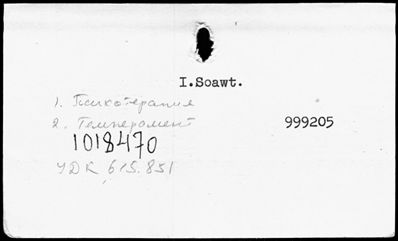 I.Soawt.
1. Психотерапия
2. Темперамент
999205
1018470
УДК 615.851